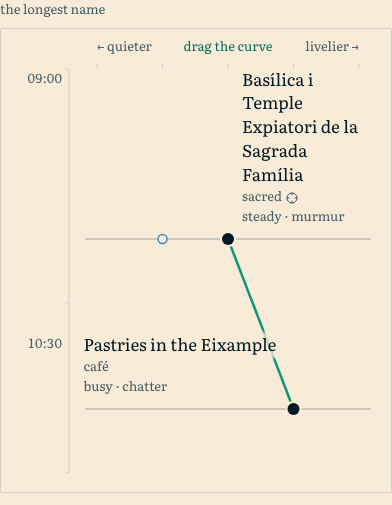 the longest name
← quieter drag the curve livelier →
09:00
Basílica i
Temple
Expiatori de la
Sagrada
Família
sacred
steady · murmur
10:30
Pastries in the Eixample
café
busy · chatter